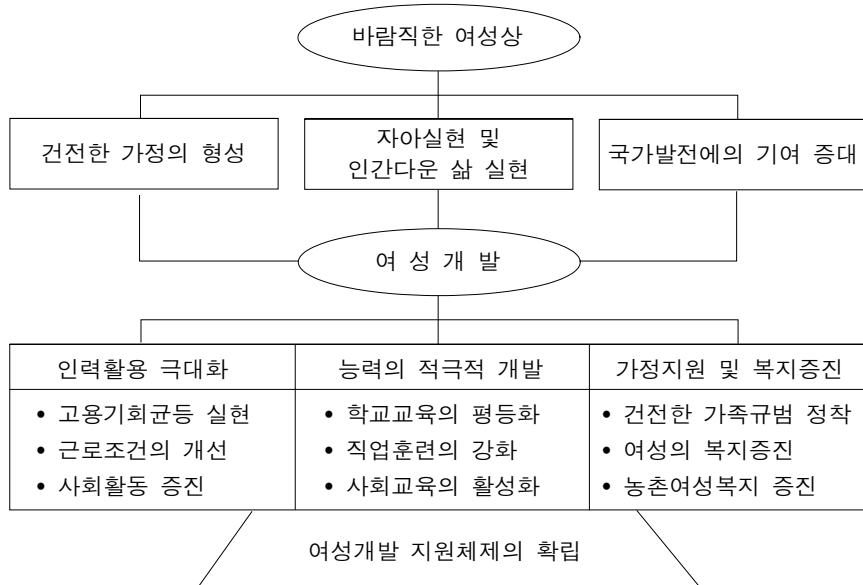 바람직한 여성상
건전한 가정의 형성
자아실현 및
인간다운 삶 실현
국가발전에의 기여 증대
여 성 개 발
인력활용 극대화
• 고용기회균등 실현
• 근로조건의 개선
• 사회활동 증진
능력의 적극적 개발
• 학교교육의 평등화
• 직업훈련의 강화
• 사회교육의 활성화
가정지원 및 복지증진
• 건전한 가족규범 정착
• 여성의 복지증진
• 농촌여성복지 증진
여성개발 지원체제의 확립